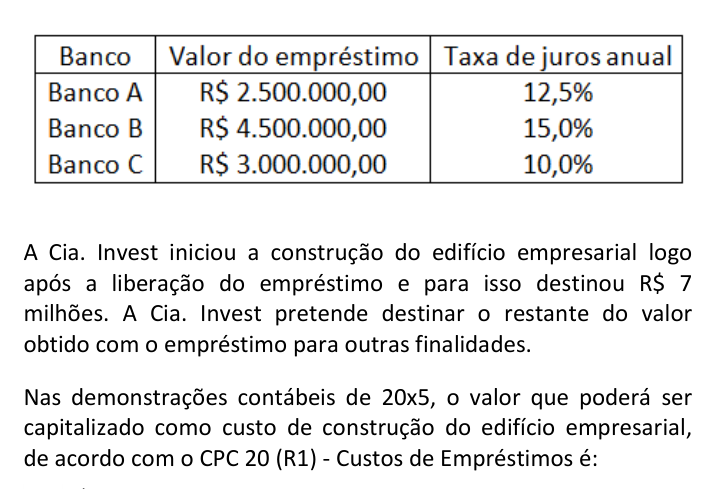 Banco Valor do empréstimo Taxa de juros anual
Banco A R$ 2.500.000,00 12,5%
Banco B R$ 4.500.000,00 15,0%
Banco C R$ 3.000.000,00 10,0%
A Cia. Invest iniciou a construção do edifício empresarial logo
após a liberação do empréstimo e para isso destinou R$ 7
milhões. A Cia. Invest pretende destinar o restante do valor
obtido com o empréstimo para outras finalidades.
Nas demonstrações contábeis de 20x5, o valor que poderá ser
capitalizado como custo de construção do edifício empresarial,
de acordo com o CPC 20 (R1) - Custos de Empréstimos é: